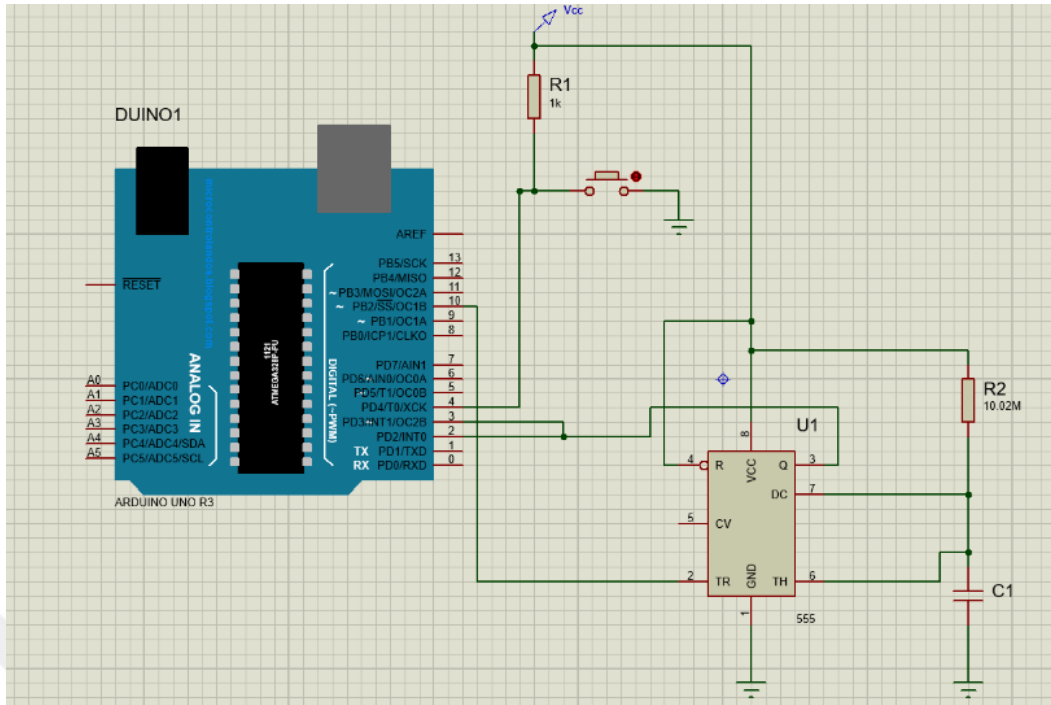 Vcc
R1
1k
DUINO1
AREF
PB5/SCK 13
PB4/MISO 12
~ PB3/MOSI/OC2A 11
~ PB2/SS/OC1B 10
~ PB1/OC1A 9
PB0/ICP1/CLKO 8
RESET
1121
ATMEGA328P-PU
DIGITAL (~PWM)
ANALOG IN
PD7/AIN1 7
~ PD6/AIN0/OC0A 6
~ PD5/T1/OC0B 5
PD4/T0/XCK 4
~ PD3/INT1/OC2B 3
PD2/INT0 2
TX PD1/TXD 1
RX PD0/RXD 0
A0 PC0/ADC0
A1 PC1/ADC1
A2 PC2/ADC2
A3 PC3/ADC3
A4 PC4/ADC4/SDA
A5 PC5/ADC5/SCL
ARDUINO UNO R3
R2
10.02M
U1
8
VCC
4 R Q 3
DC 7
5 CV
2 TR GND TH 6
1
555
C1